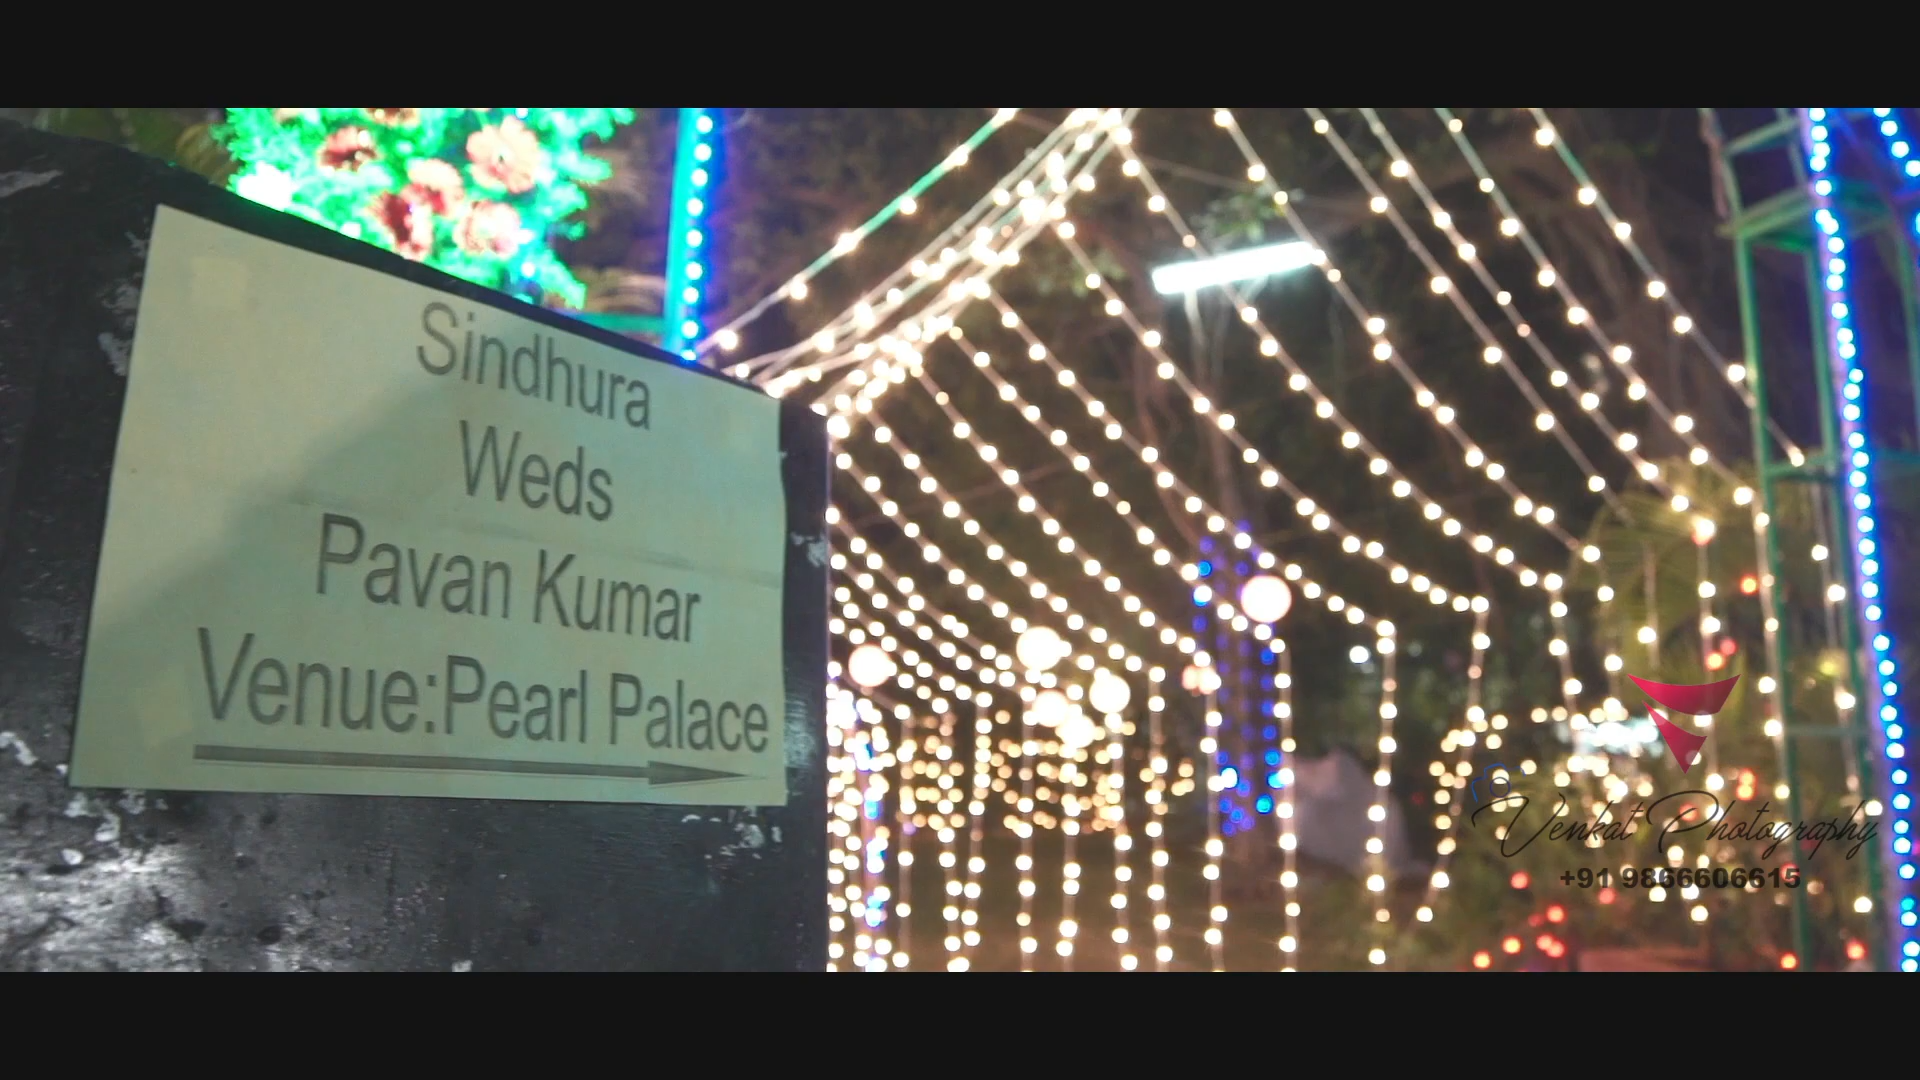 Sindhura
Weds
Pavan Kumar
Venue:Pearl Palace
Venkat Photography
+91 9866606615